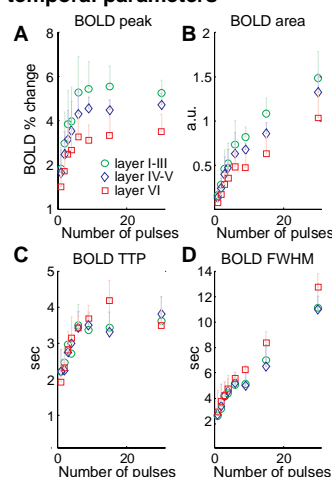 temporal parameters
A
BOLD peak
8
6
4
2
1
BOLD % change
layer I-III
layer IV-V
layer VI
0
20
Number of pulses
B
BOLD area
2
1.5
1
0.5
a.u.
0
20
Number of pulses
C
BOLD TTP
5
4
3
2
1
sec
0
20
Number of pulses
D
BOLD FWHM
14
12
10
8
6
4
2
sec
0
20
Number of pulses